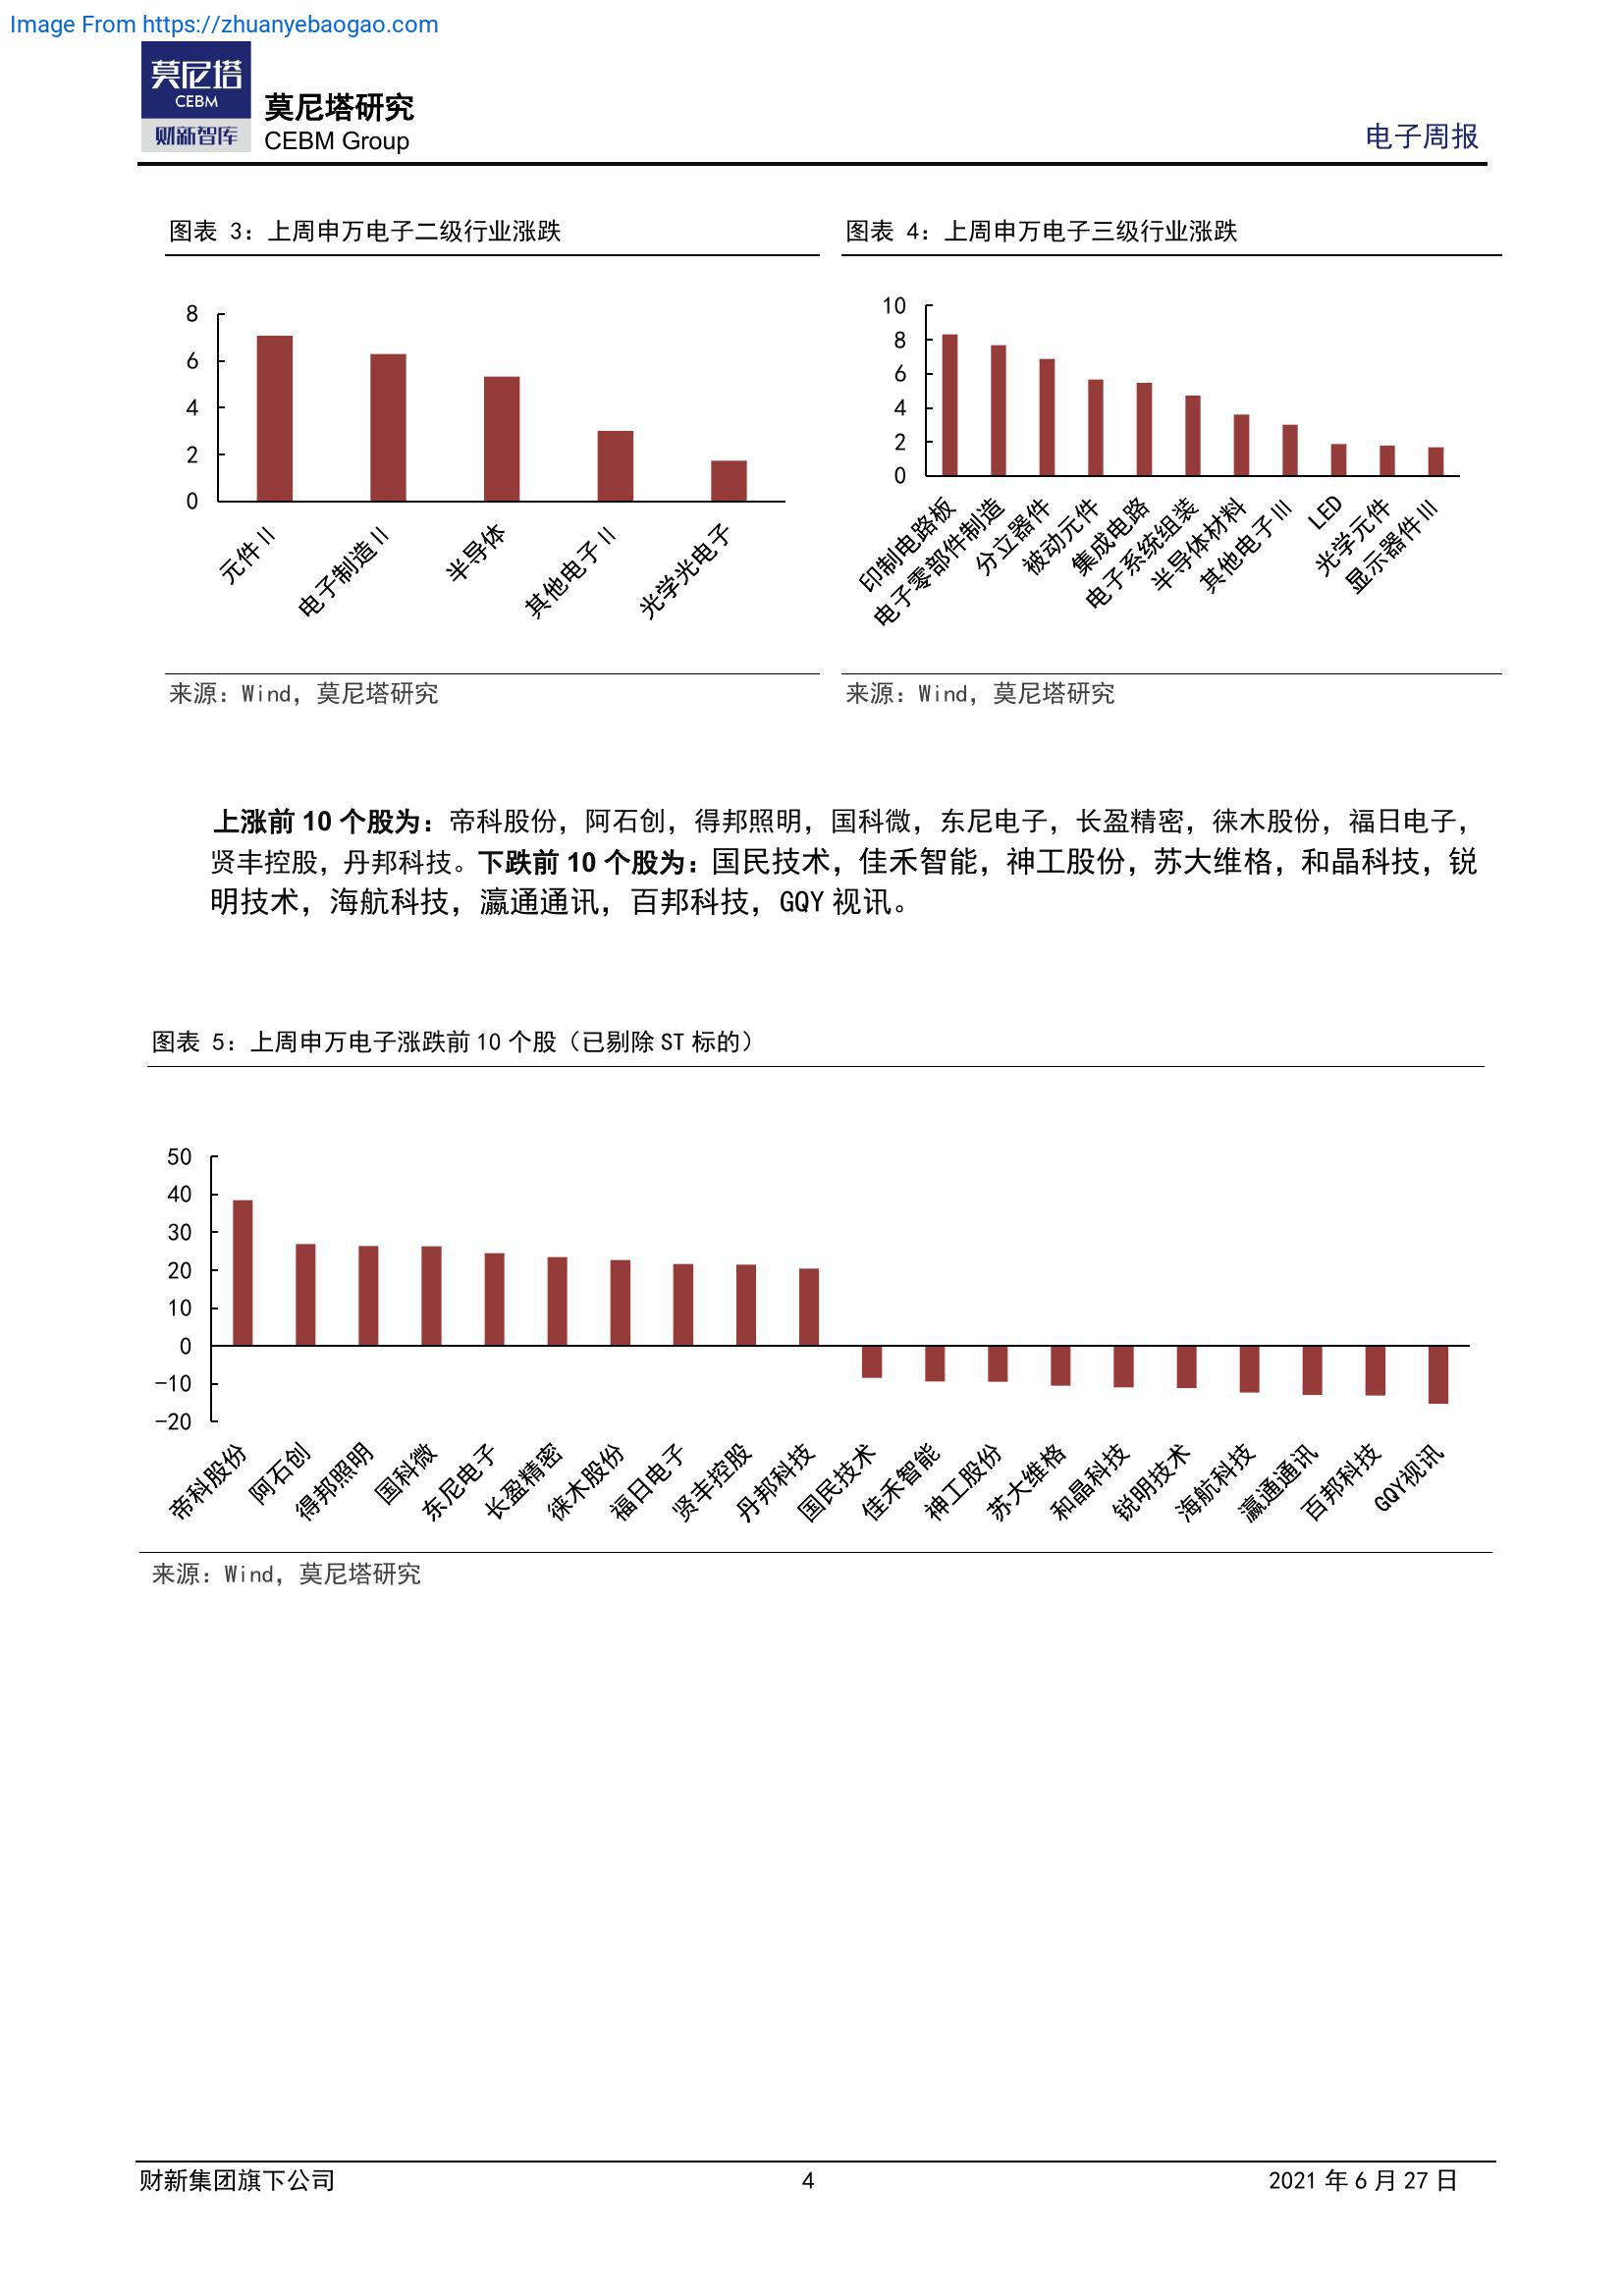 Image From https://zhuanyebaogao.com
莫尼塔
CEBM
财新智库
莫尼塔研究
CEBM Group
电子周报
图表 3：上周申万电子二级行业涨跌
8
6
4
2
0
元件Ⅱ
电子制造Ⅱ
半导体
其他电子Ⅱ
光学光电子
来源：Wind，莫尼塔研究
图表 4：上周申万电子三级行业涨跌
10
8
6
4
2
0
印制电路板
电子零部件制造
分立器件
被动元件
集成电路
电子系统组装
半导体材料
其他电子Ⅲ
LED
光学元件
显示器件Ⅲ
来源：Wind，莫尼塔研究
上涨前 10 个股为：帝科股份，阿石创，得邦照明，国科微，东尼电子，长盈精密，徕木股份，福日电子，
贤丰控股，丹邦科技。下跌前 10 个股为：国民技术，佳禾智能，神工股份，苏大维格，和晶科技，锐
明技术，海航科技，瀛通通讯，百邦科技，GQY 视讯。
图表 5：上周申万电子涨跌前 10 个股（已剔除 ST 标的）
50
40
30
20
10
0
-10
-20
帝科股份
阿石创
得邦照明
国科微
东尼电子
长盈精密
徕木股份
福日电子
贤丰控股
丹邦科技
国民技术
佳禾智能
神工股份
苏大维格
和晶科技
锐明技术
海航科技
瀛通通讯
百邦科技
GQY视讯
来源：Wind，莫尼塔研究
财新集团旗下公司
4
2021 年 6 月 27 日